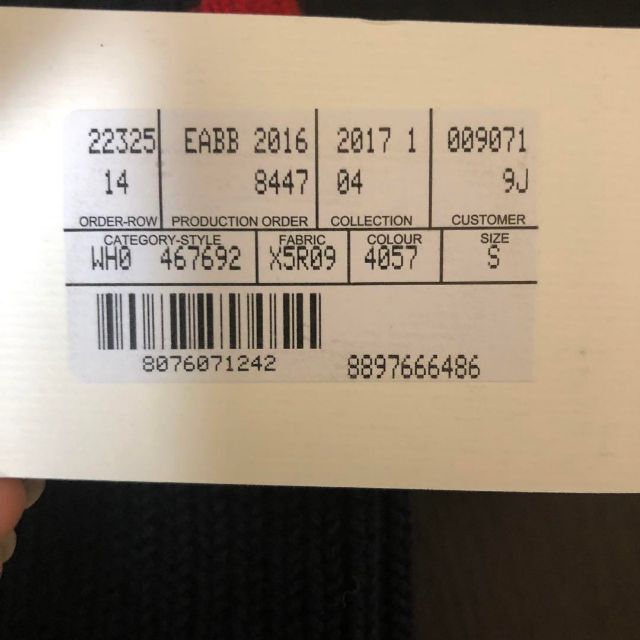 22325 EABB 2016 2017 1 009071
14 8447 04 9J
ORDER-ROW PRODUCTION ORDER COLLECTION CUSTOMER
CATEGORY-STYLE FABRIC COLOUR SIZE
WH0 467692 X5R09 4057 S
8076071242 8897666486